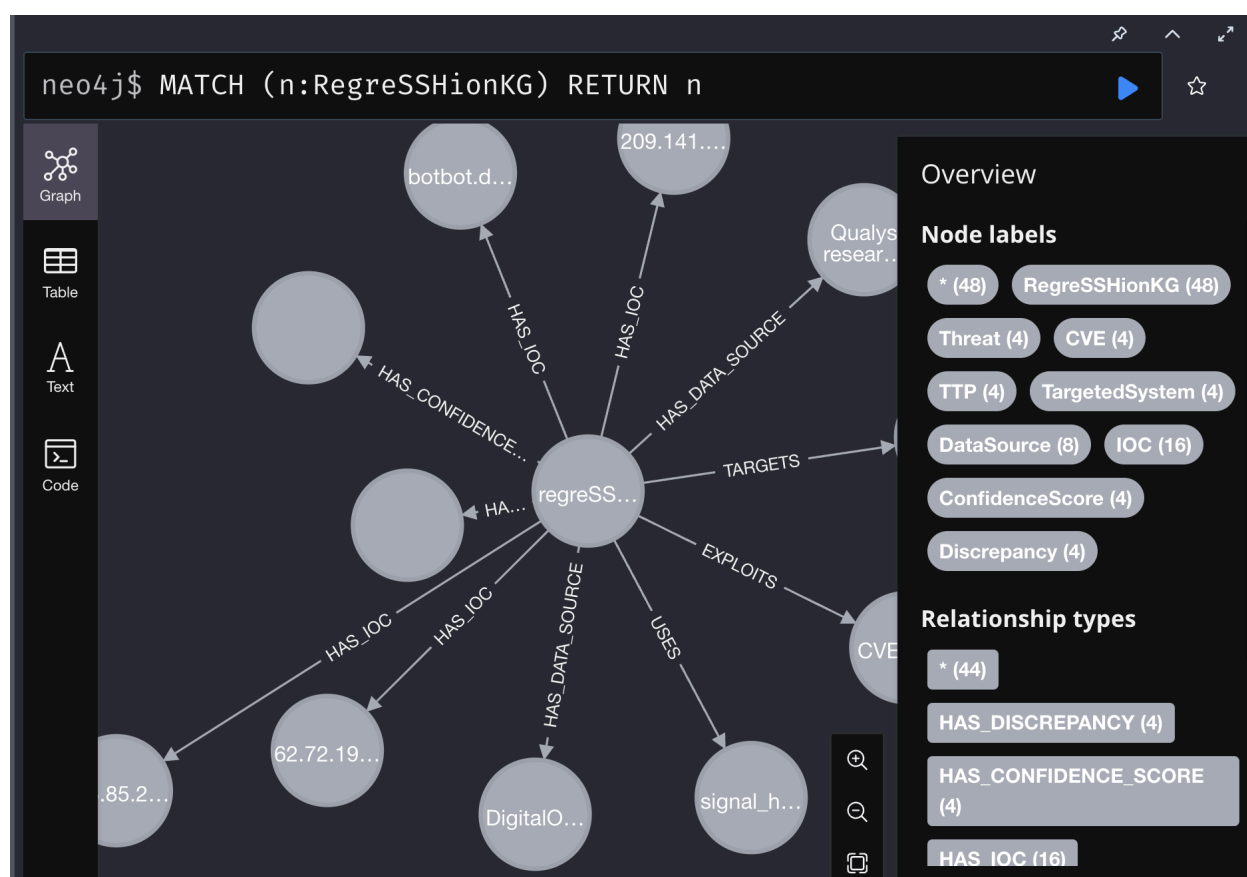 neo4j$ MATCH (n:RegreSSHionKG) RETURN n
Graph
Table
Text
Code
botbot.d...
209.141....
Qualys
resear...
HAS_IOC
HAS_IOC
HAS_DATA_SOURCE
HAS_CONFIDENCE...
TARGETS
regreSS...
HA...
EXPLOITS
HAS_IOC
HAS_IOC
HAS_DATA_SOURCE
USES
CVE
62.72.19...
.85.2...
DigitalO...
signal_h...
Overview
Node labels
* (48)
RegreSSHionKG (48)
Threat (4)
CVE (4)
TTP (4)
TargetedSystem (4)
DataSource (8)
IOC (16)
ConfidenceScore (4)
Discrepancy (4)
Relationship types
* (44)
HAS_DISCREPANCY (4)
HAS_CONFIDENCE_SCORE
(4)
HAS_IOC (16)